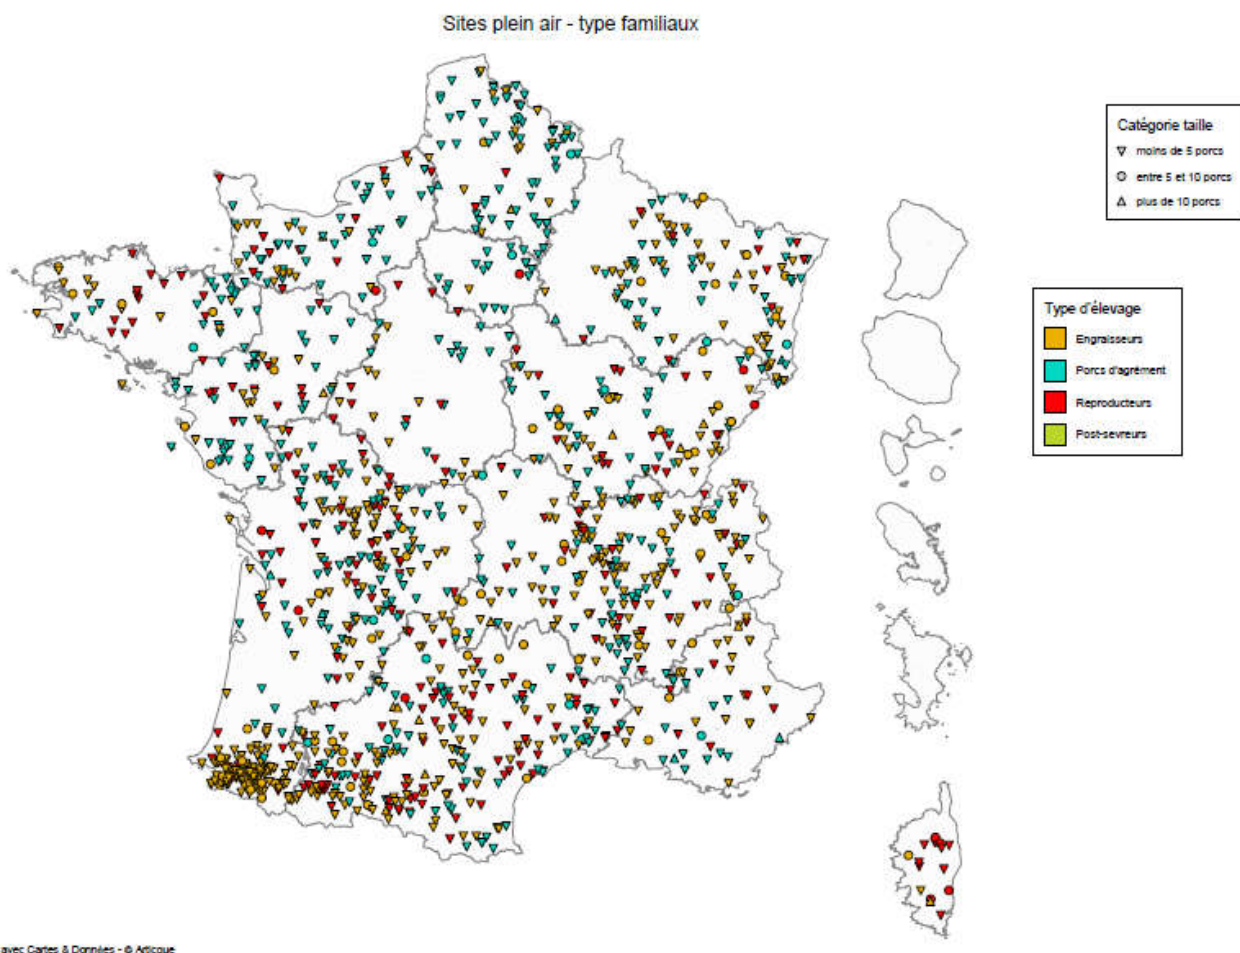 Sites plein air - type familiaux
Catégorie taille
moins de 5 porcs
entre 5 et 10 porcs
plus de 10 porcs
Type d'élevage
Engraisseurs
Porcs d'agrément
Reproducteurs
Post-sevreurs
avec Cartes & Données - © Articque